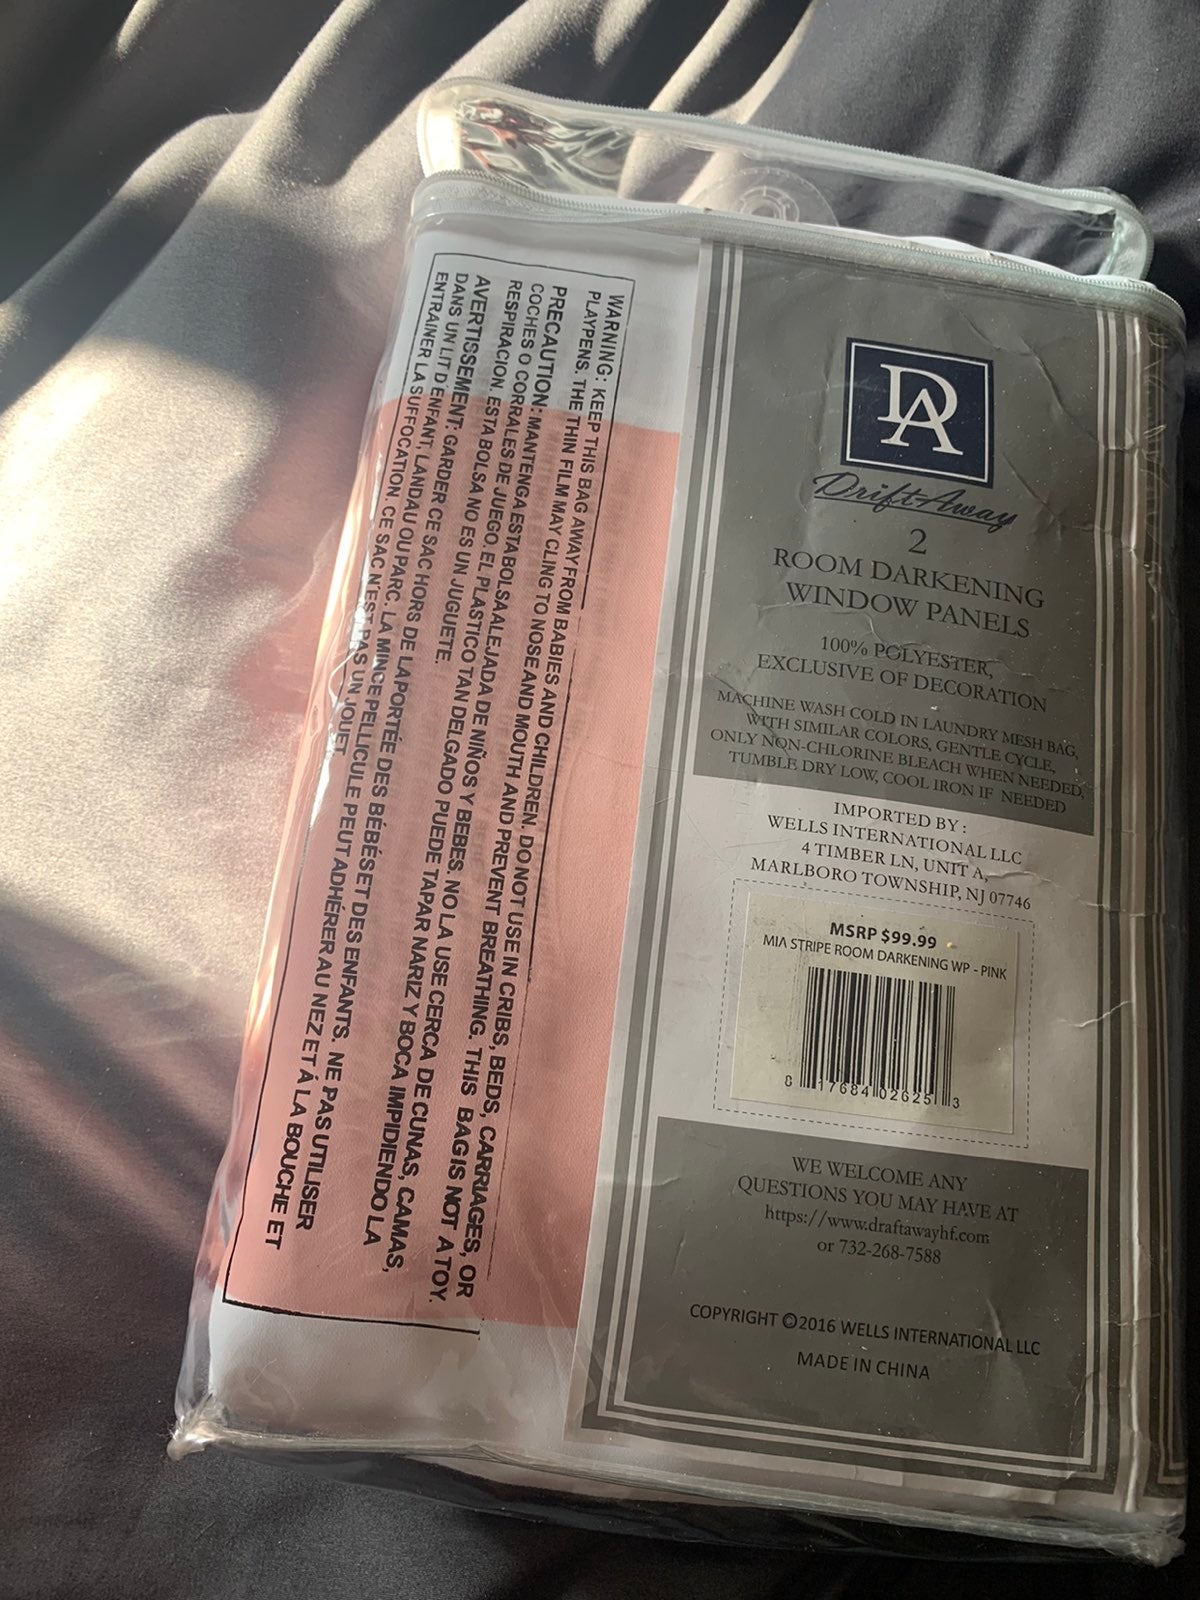 WARNING: KEEP THIS BAG AWAY FROM BABIES AND CHILDREN. DO NOT USE IN CRIBS, BEDS, CARRIAGES, OR
PLAYPENS. THE THIN FILM MAY CLING TO NOSE AND MOUTH AND PREVENT BREATHING. THIS BAG IS NOT A TOY.
PRECAUTION: MANTENGA ESTA BOLSA ALEJADA DE NIÑOS Y BEBES. NO LA USE CERCA DE CUNAS, CAMAS,
COCHES O CORRALES DE JUEGO. EL PLASTICO TAN DELGADO PUEDE TAPAR NARIZ Y BOCA IMPIDIENDO LA
RESPIRACION. ESTA BOLSA NO ES UN JUGUETE.
AVERTISSEMENT: GARDER CE SAC HORS DE LA PORTÉE DES BÉBÉS ET DES ENFANTS. NE PAS UTILISER
DANS UN LIT D ENFANT, LANDAU OU PARC. LA MINCE PELLICULE PEUT ADHÉRER AU NEZ ET Á LA BOUCHE ET
ENTRAINER LA SUFFOCATION. CE SAC N'EST PAS UN JOUET.
DA
Drift Away
2
ROOM DARKENING
WINDOW PANELS
100% POLYESTER,
EXCLUSIVE OF DECORATION
MACHINE WASH COLD IN LAUNDRY MESH BAG,
WITH SIMILAR COLORS, GENTLE CYCLE,
ONLY NON-CHLORINE BLEACH WHEN NEEDED,
TUMBLE DRY LOW, COOL IRON IF NEEDED
IMPORTED BY :
WELLS INTERNATIONAL LLC
4 TIMBER LN, UNIT A,
MARLBORO TOWNSHIP, NJ 07746
MSRP $99.99
MIA STRIPE ROOM DARKENING WP - PINK
8 17684 02625 3
WE WELCOME ANY
QUESTIONS YOU MAY HAVE AT
https://www.draftawayhf.com
or 732-268-7588
COPYRIGHT ©2016 WELLS INTERNATIONAL LLC
MADE IN CHINA